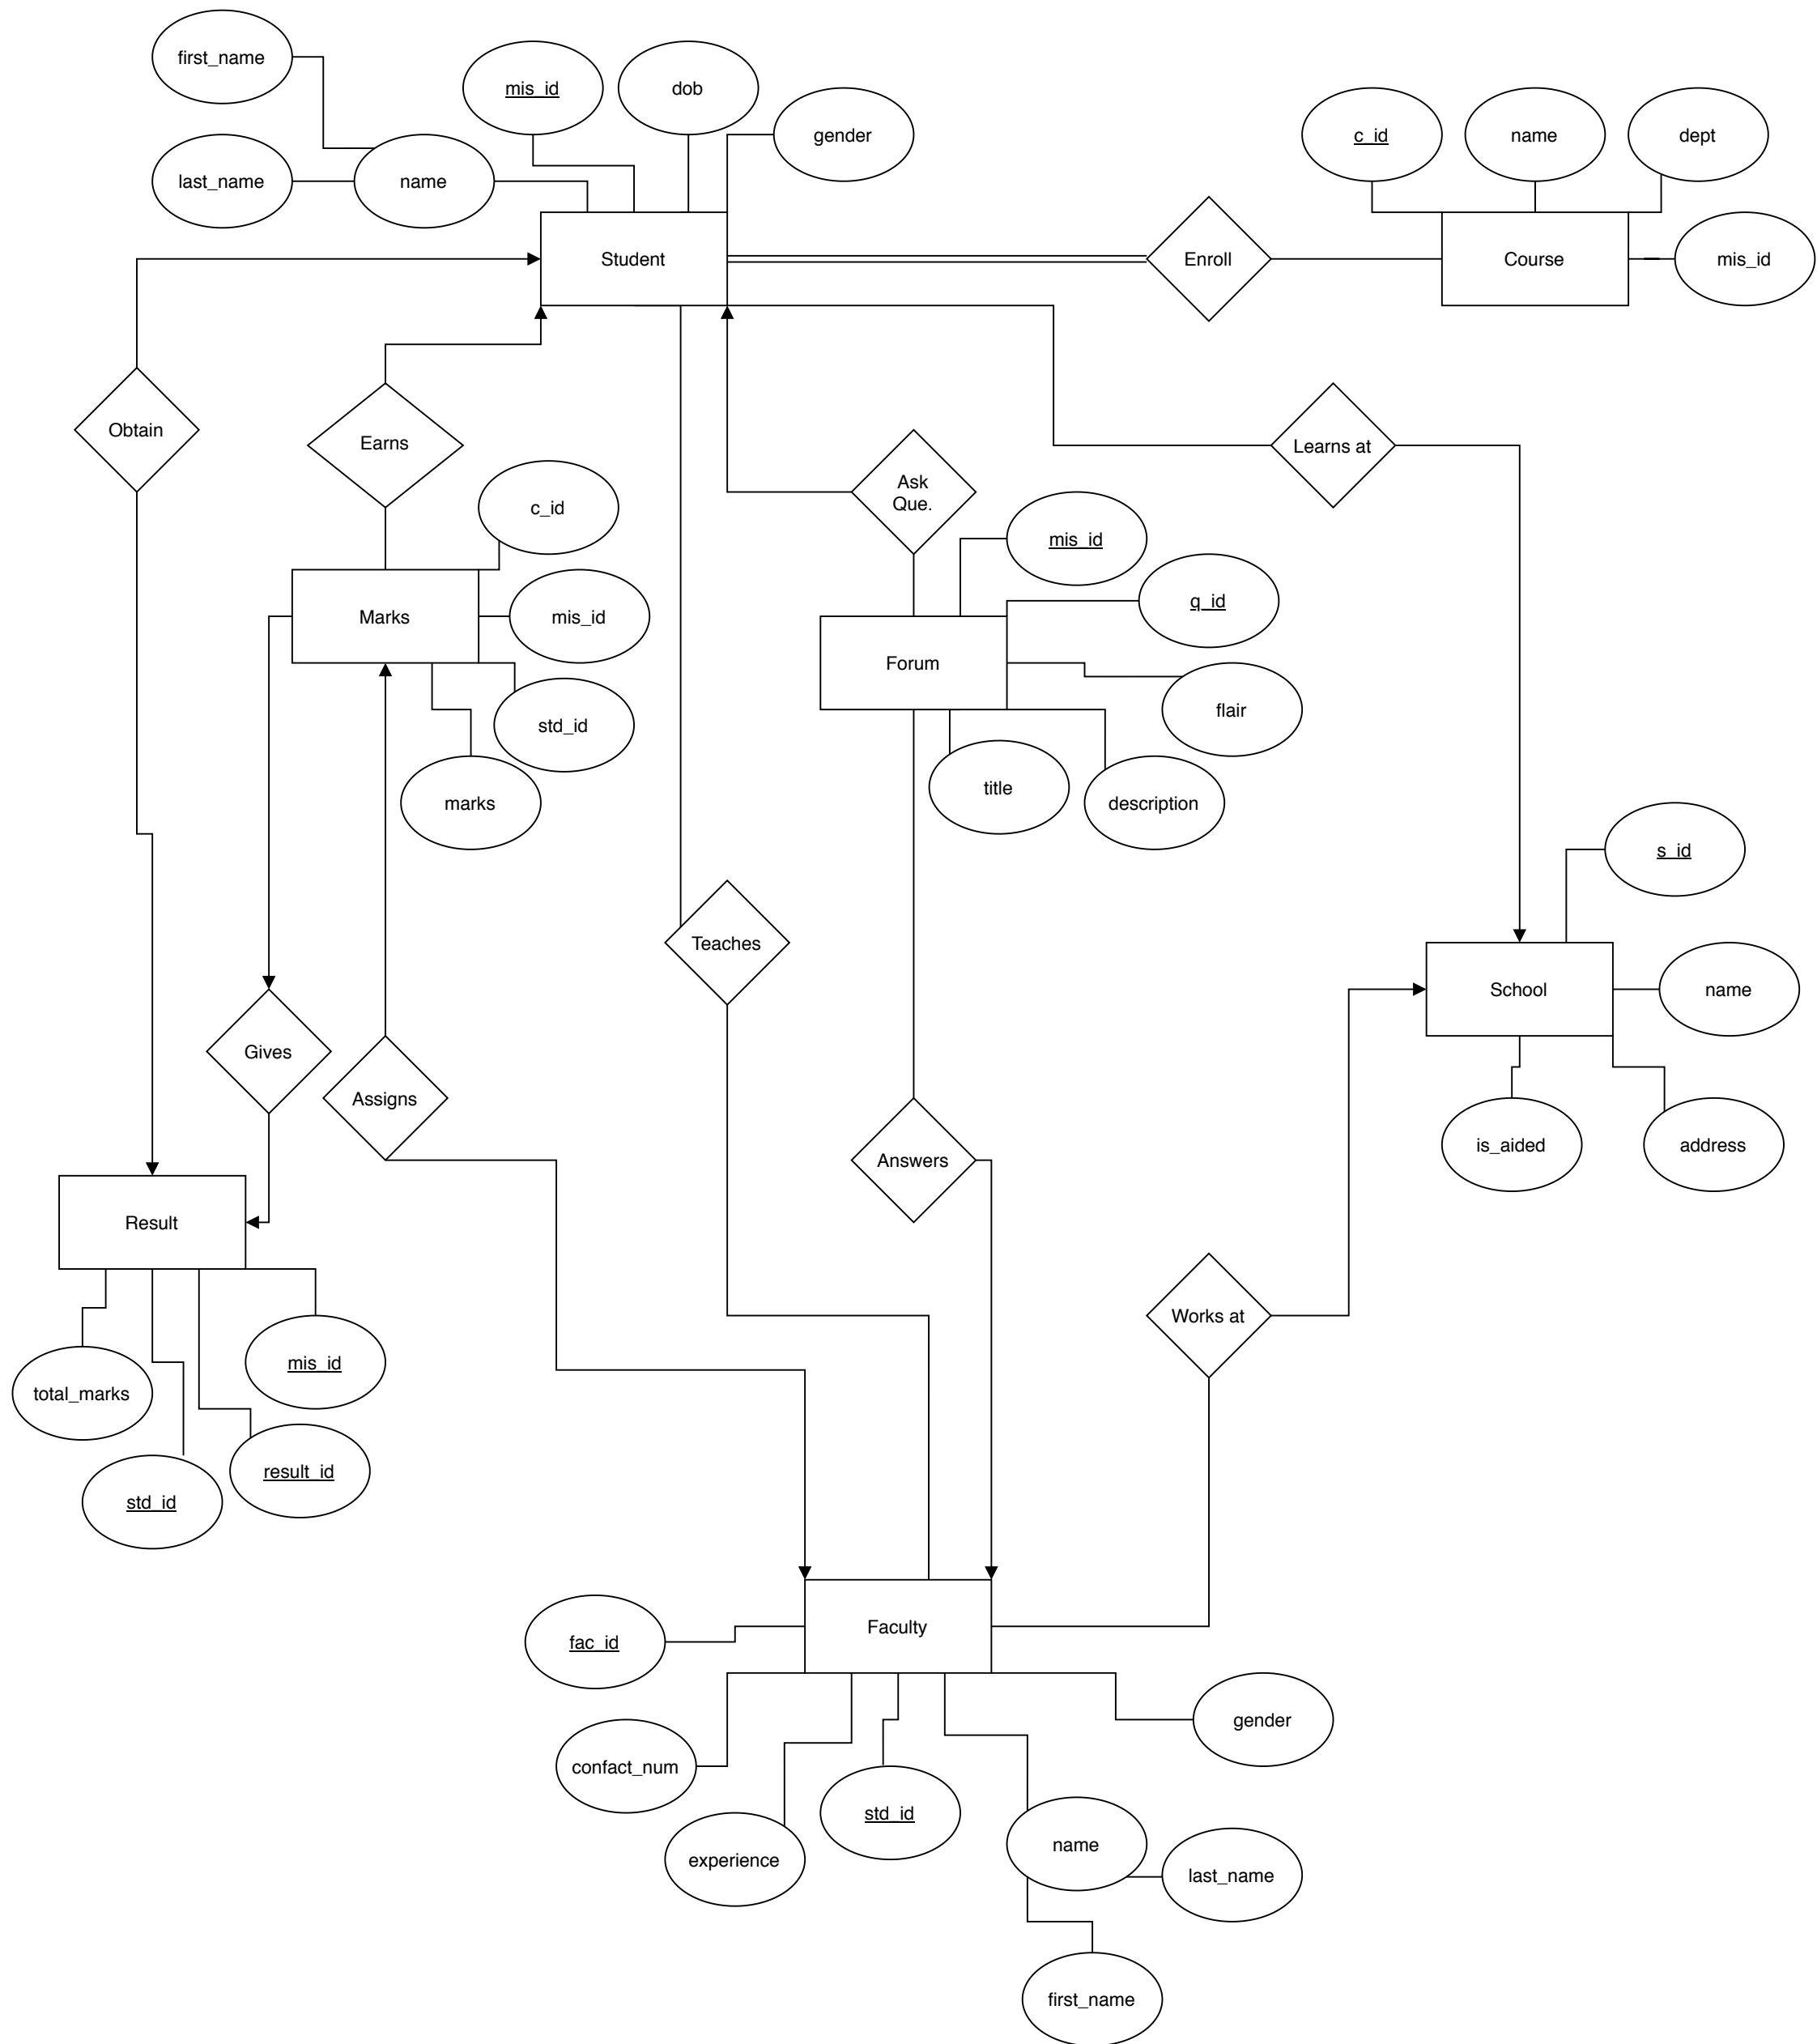 first_name
mis_id
dob
gender
c_id
name
dept
last_name
name
Student
Enroll
Course
mis_id
Obtain
Earns
Learns at
Ask
Que.
c_id
mis_id
q_id
Marks
mis_id
Forum
flair
std_id
title
description
marks
s_id
Teaches
School
name
Gives
Assigns
Answers
is_aided
address
Result
Works at
mis_id
total_marks
result_id
std_id
Faculty
fac_id
gender
confact_num
std_id
name
experience
last_name
first_name